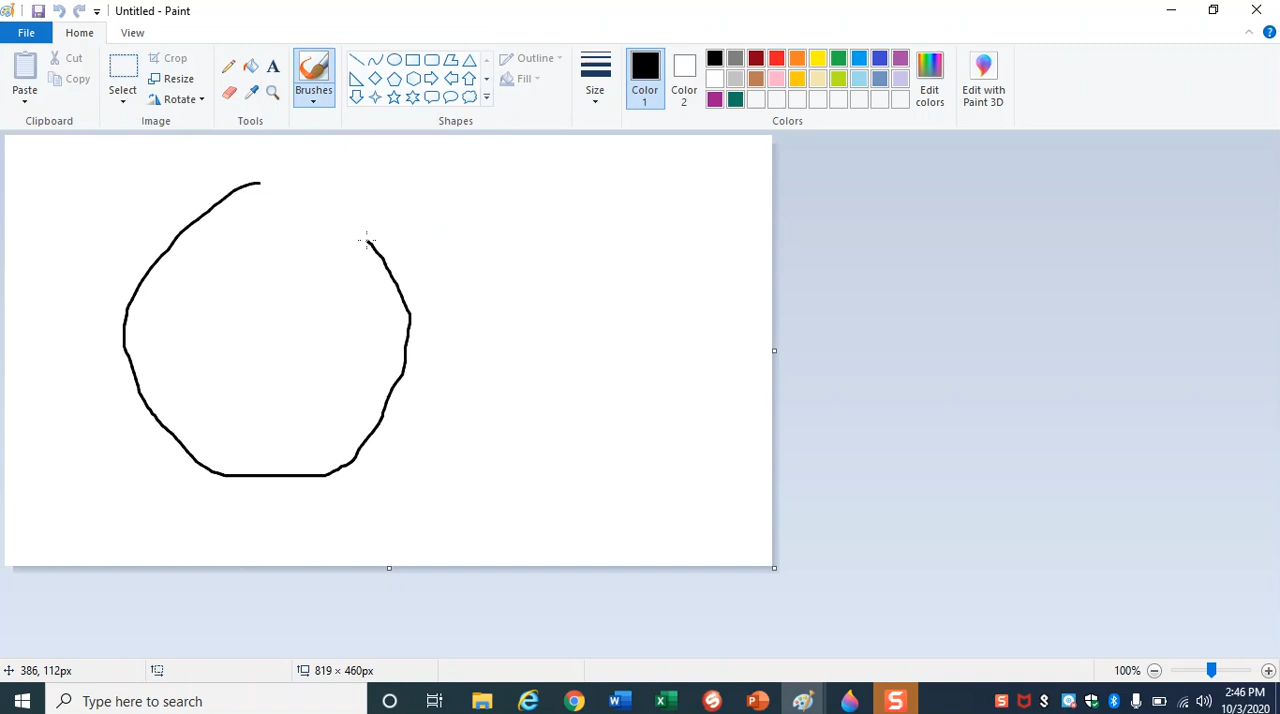 Untitled - Paint
File
Home
View
Paste
Cut
Copy
Clipboard
Select
Crop
Resize
Rotate
Image
A
Tools
Brushes
Shapes
Outline
Fill
Size
Color 1
Color 2
Edit colors
Colors
Edit with Paint 3D
386, 112px
819 × 460px
100%
Type here to search
2:46 PM
10/3/2020